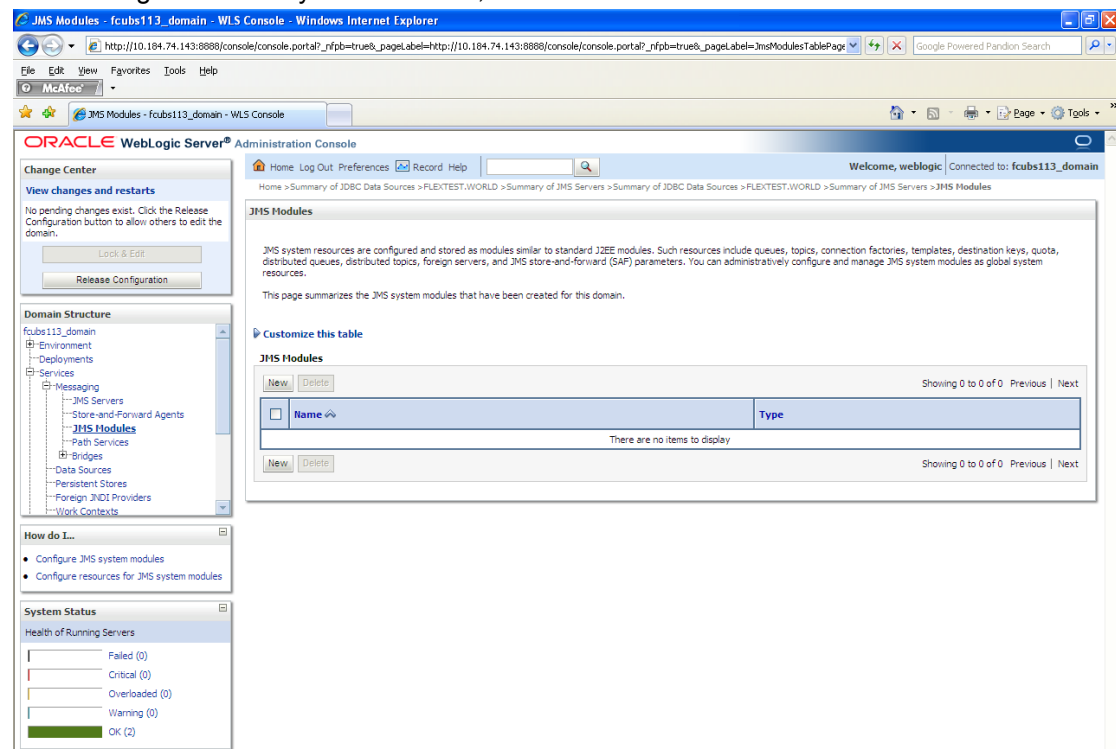 JMS Modules - fcubs113_domain - WLS Console - Windows Internet Explorer
http://10.184.74.143:8888/console/console.portal?_nfpb=true&_pageLabel=http://10.184.74.143:8888/console/console.portal?_nfpb=true&_pageLabel=JmsModulesTablePage
Google Powered Pandion Search
File Edit View Favorites Tools Help
McAfee
JMS Modules - fcubs113_domain - WLS Console
Page Tools
ORACLE WebLogic Server® Administration Console
Change Center
View changes and restarts
No pending changes exist. Click the Release
Configuration button to allow others to edit the
domain.
Lock & Edit
Release Configuration
Domain Structure
fcubs113_domain
Environment
Deployments
Services
Messaging
JMS Servers
Store-and-Forward Agents
JMS Modules
Path Services
Bridges
Data Sources
Persistent Stores
Foreign JNDI Providers
Work Contexts
How do I...
Configure JMS system modules
Configure resources for JMS system modules
System Status
Health of Running Servers
Failed (0)
Critical (0)
Overloaded (0)
Warning (0)
OK (2)
Home Log Out Preferences Record Help
Welcome, weblogic Connected to: fcubs113_domain
Home >Summary of JDBC Data Sources >FLEXTEST.WORLD >Summary of JMS Servers >Summary of JDBC Data Sources >FLEXTEST.WORLD >Summary of JMS Servers >JMS Modules
JMS Modules
JMS system resources are configured and stored as modules similar to standard J2EE modules. Such resources include queues, topics, connection factories, templates, destination keys, quota,
distributed queues, distributed topics, foreign servers, and JMS store-and-forward (SAF) parameters. You can administratively configure and manage JMS system modules as global system
resources.
This page summarizes the JMS system modules that have been created for this domain.
Customize this table
JMS Modules
New Delete Showing 0 to 0 of 0 Previous | Next
Name Type
There are no items to display
New Delete Showing 0 to 0 of 0 Previous | Next